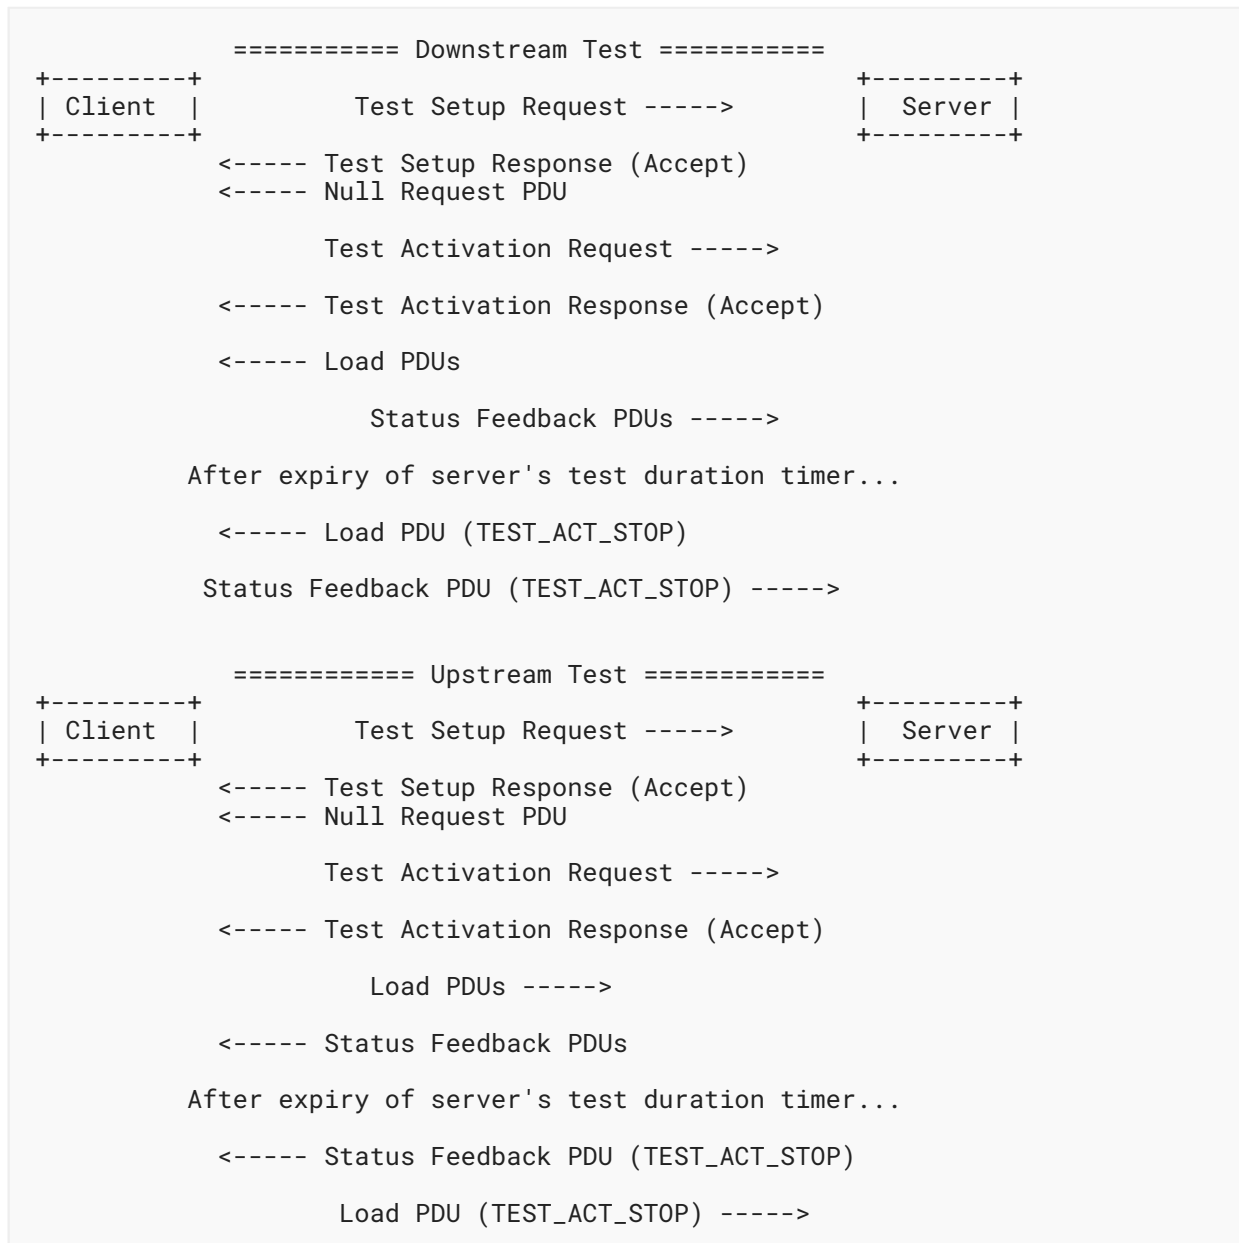 =========== Downstream Test ===========
+---------+                                           +---------+
| Client  |          Test Setup Request ----->        |  Server |
+---------+                                           +---------+
<----- Test Setup Response (Accept)
<----- Null Request PDU
Test Activation Request ----->
<----- Test Activation Response (Accept)
<----- Load PDUs
Status Feedback PDUs ----->
After expiry of server's test duration timer...
<----- Load PDU (TEST_ACT_STOP)
Status Feedback PDU (TEST_ACT_STOP) ----->
============ Upstream Test ============
+---------+                                           +---------+
| Client  |          Test Setup Request ----->        |  Server |
+---------+                                           +---------+
<----- Test Setup Response (Accept)
<----- Null Request PDU
Test Activation Request ----->
<----- Test Activation Response (Accept)
Load PDUs ----->
<----- Status Feedback PDUs
After expiry of server's test duration timer...
<----- Status Feedback PDU (TEST_ACT_STOP)
Load PDU (TEST_ACT_STOP) ----->